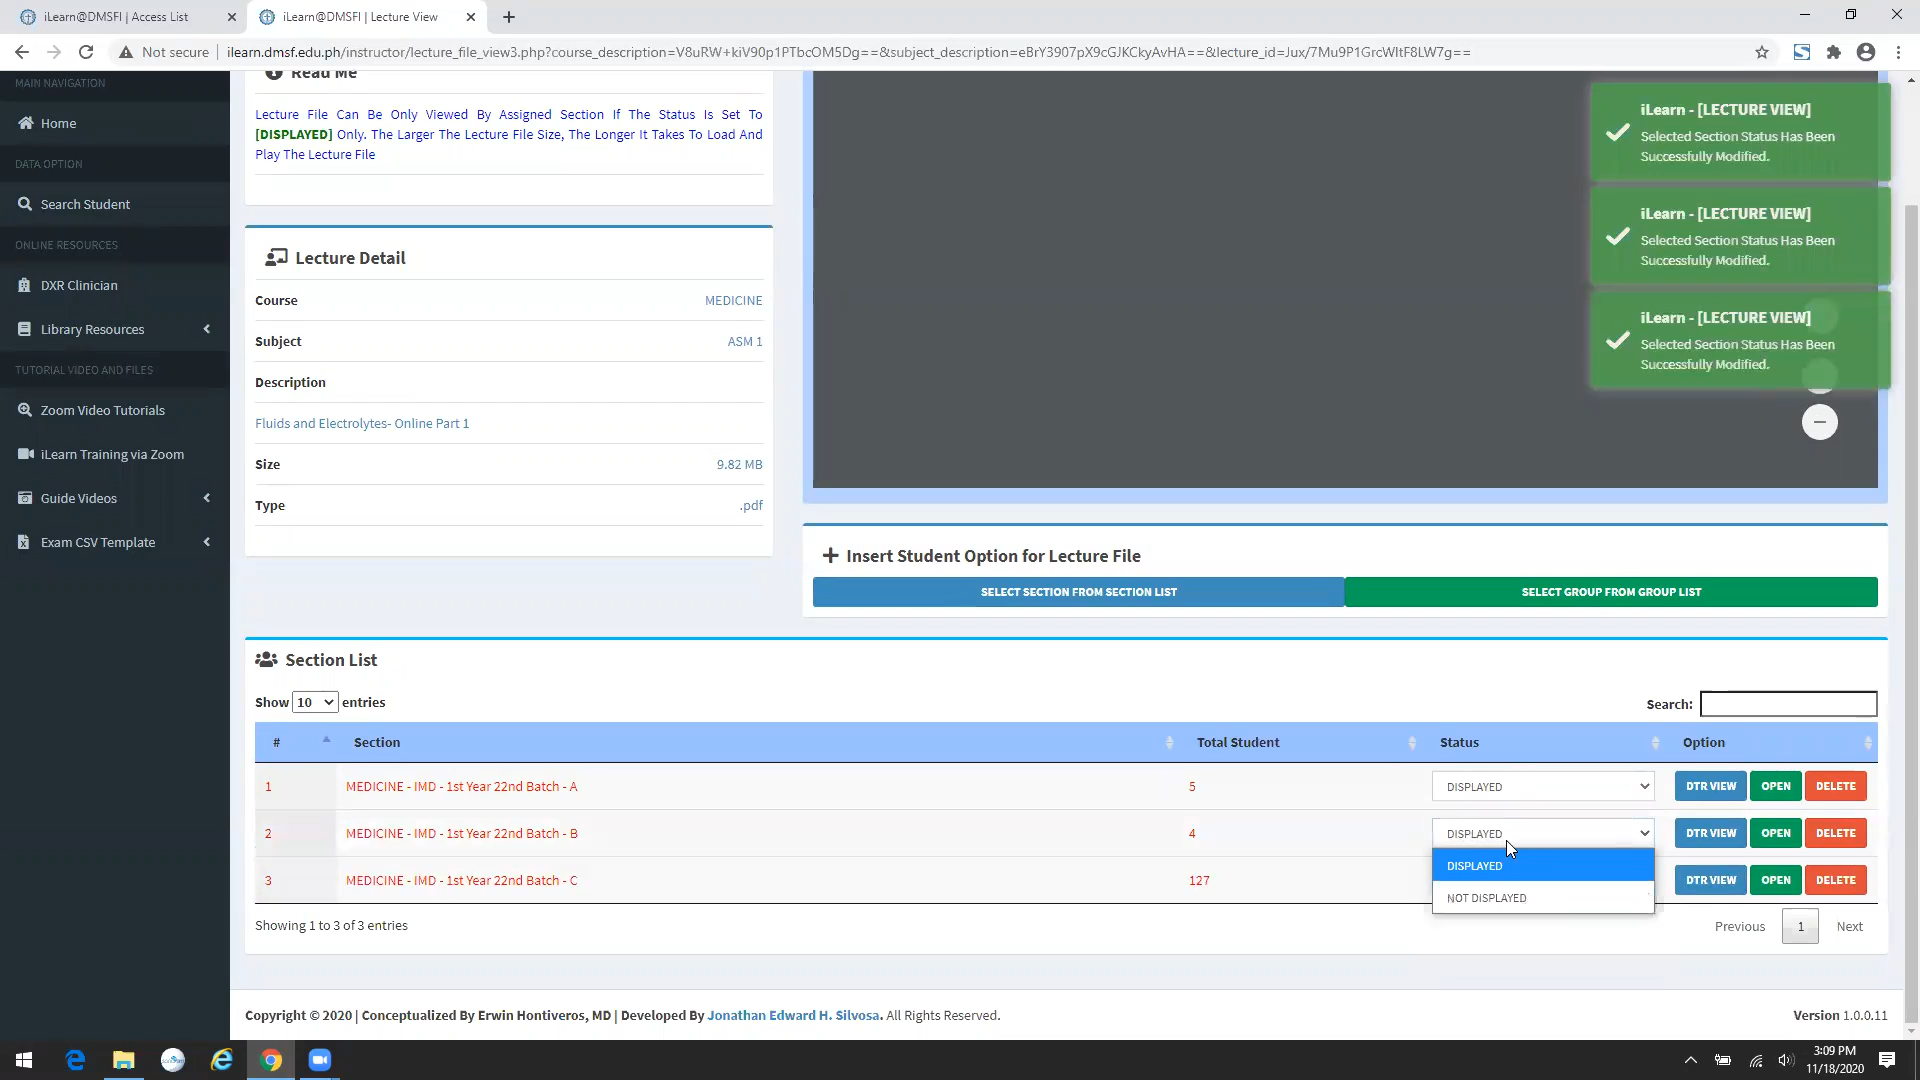 iLearn@DMSFI | Access List
iLearn@DMSFI | Lecture View
Not secure
ilearn.dmsf.edu.ph/instructor/lecture_file_view3.php?course_description=V8uRW+kiV90p1PTbcOM5Dg==&subject_description=eBrY3907pX9cGJKCkyAvHA==&lecture_id=Jux/7Mu9P1GrcWItF8LW7g==
MAIN NAVIGATION
Home
DATA OPTION
Search Student
ONLINE RESOURCES
DXR Clinician
Library Resources
TUTORIAL VIDEO AND FILES
Zoom Video Tutorials
iLearn Training via Zoom
Guide Videos
Exam CSV Template
Read Me
Lecture File Can Be Only Viewed By Assigned Section If The Status Is Set To
[DISPLAYED] Only. The Larger The Lecture File Size, The Longer It Takes To Load And
Play The Lecture File
Lecture Detail
Course MEDICINE
Subject ASM 1
Description
Fluids and Electrolytes- Online Part 1
Size 9.82 MB
Type .pdf
iLearn - [LECTURE VIEW]
Selected Section Status Has Been
Successfully Modified.
iLearn - [LECTURE VIEW]
Selected Section Status Has Been
Successfully Modified.
iLearn - [LECTURE VIEW]
Selected Section Status Has Been
Successfully Modified.
Insert Student Option for Lecture File
SELECT SECTION FROM SECTION LIST SELECT GROUP FROM GROUP LIST
Section List
Show 10 entries Search:
# Section Total Student Status Option
1 MEDICINE - IMD - 1st Year 22nd Batch - A 5 DISPLAYED DTR VIEW OPEN DELETE
2 MEDICINE - IMD - 1st Year 22nd Batch - B 4 DISPLAYED DTR VIEW OPEN DELETE
DISPLAYED
3 MEDICINE - IMD - 1st Year 22nd Batch - C 127 DTR VIEW OPEN DELETE
NOT DISPLAYED
Showing 1 to 3 of 3 entries Previous 1 Next
Copyright © 2020 | Conceptualized By Erwin Hontiveros, MD | Developed By Jonathan Edward H. Silvosa. All Rights Reserved. Version 1.0.0.11
3:09 PM
11/18/2020